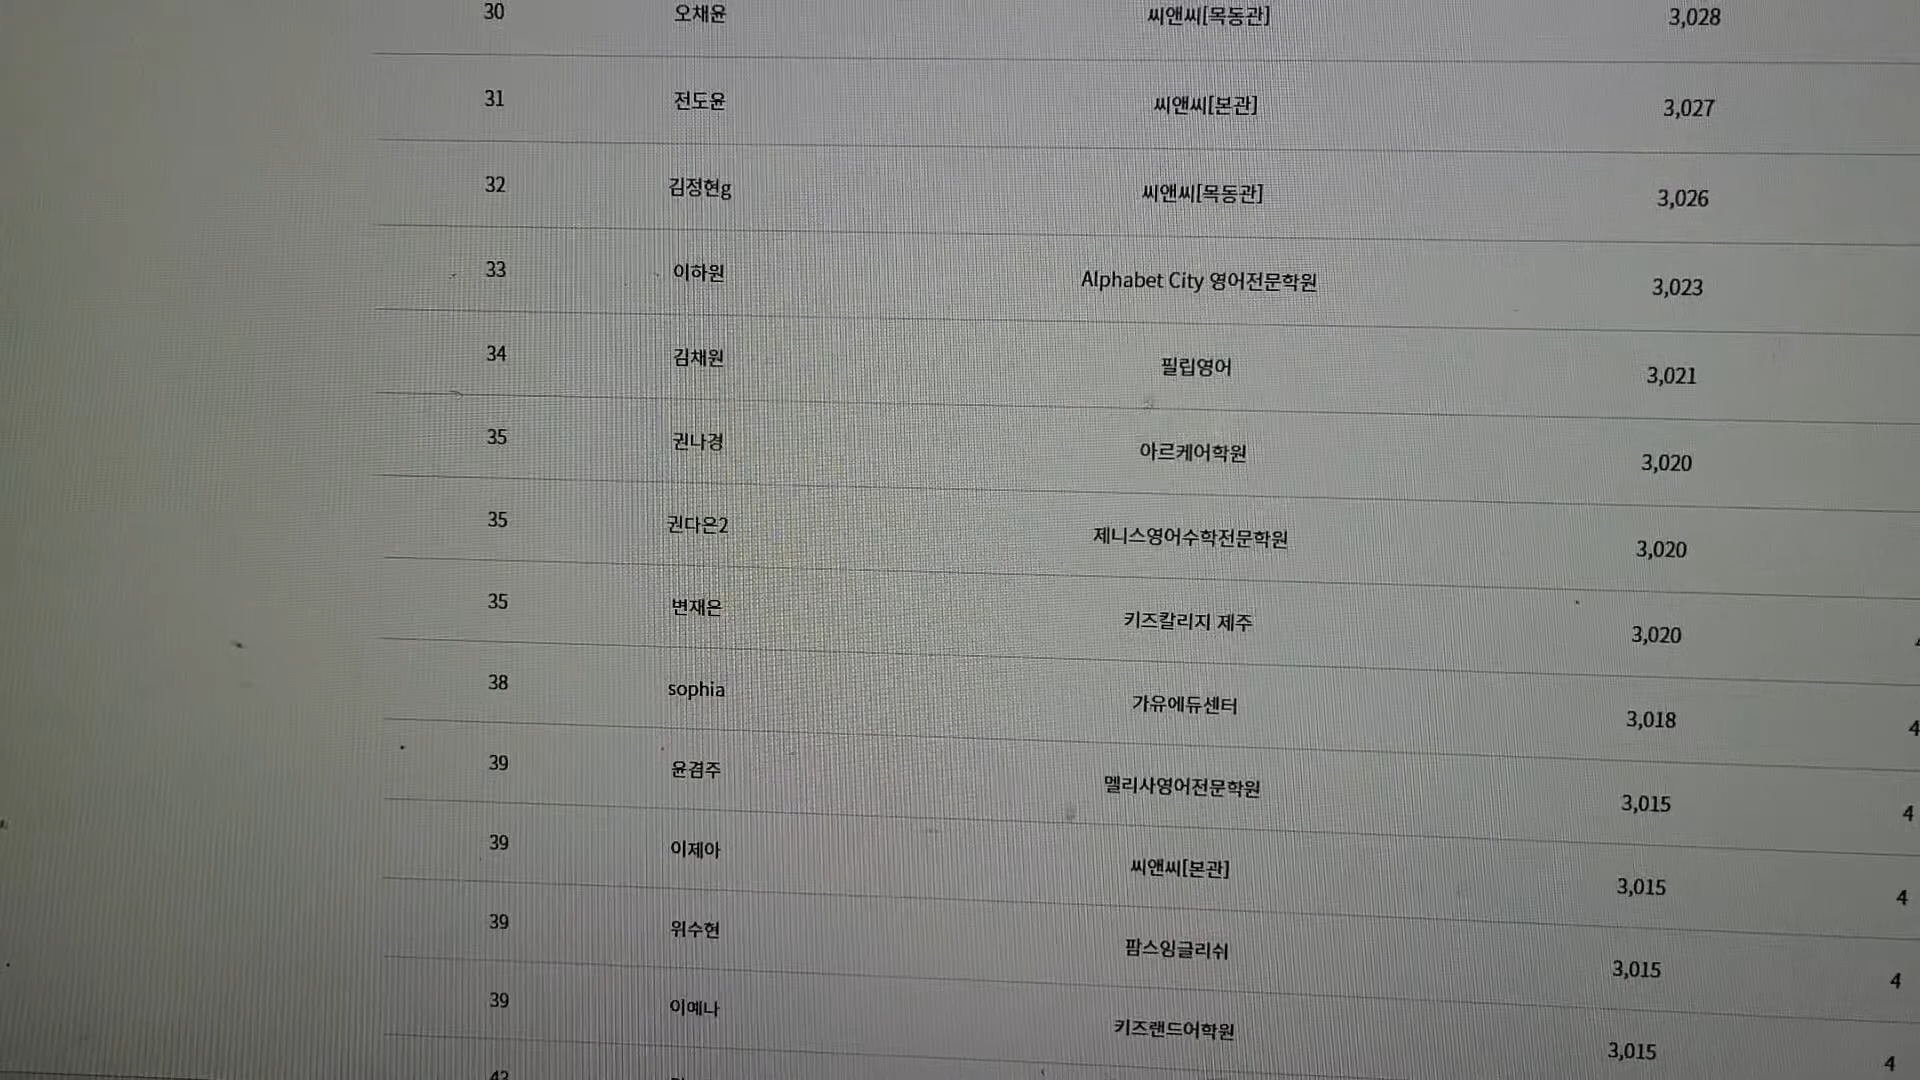 30 오채윤 씨앤씨[목동관] 3,028
31 전도윤 씨앤씨[본관] 3,027
32 김정현g 씨앤씨[목동관] 3,026
33 이하원 Alphabet City 영어전문학원 3,023
34 김채원 필립영어 3,021
35 권나경 아르케어학원 3,020
35 권다은2 제니스영어수학전문학원 3,020
35 변재은 키즈칼리지 제주 3,020
38 sophia 가유에듀센터 3,018 4
39 윤겸주 멜리사영어전문학원 3,015 4
39 이제아 씨앤씨[본관] 3,015 4
39 위수현 팜스잉글리쉬 3,015 4
39 이예나 키즈랜드어학원 3,015 4